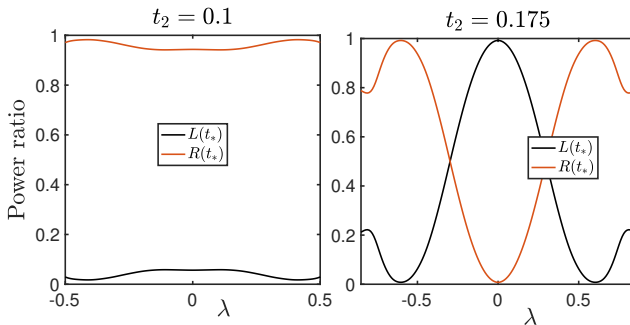 t₂ = 0.1
t₂ = 0.175
Power ratio
1
0.8
0.6
0.4
0.2
0
-0.5
0
0.5
λ
L(t*)
R(t*)
1
0.8
0.6
0.4
0.2
0
-0.5
0
0.5
λ
L(t*)
R(t*)